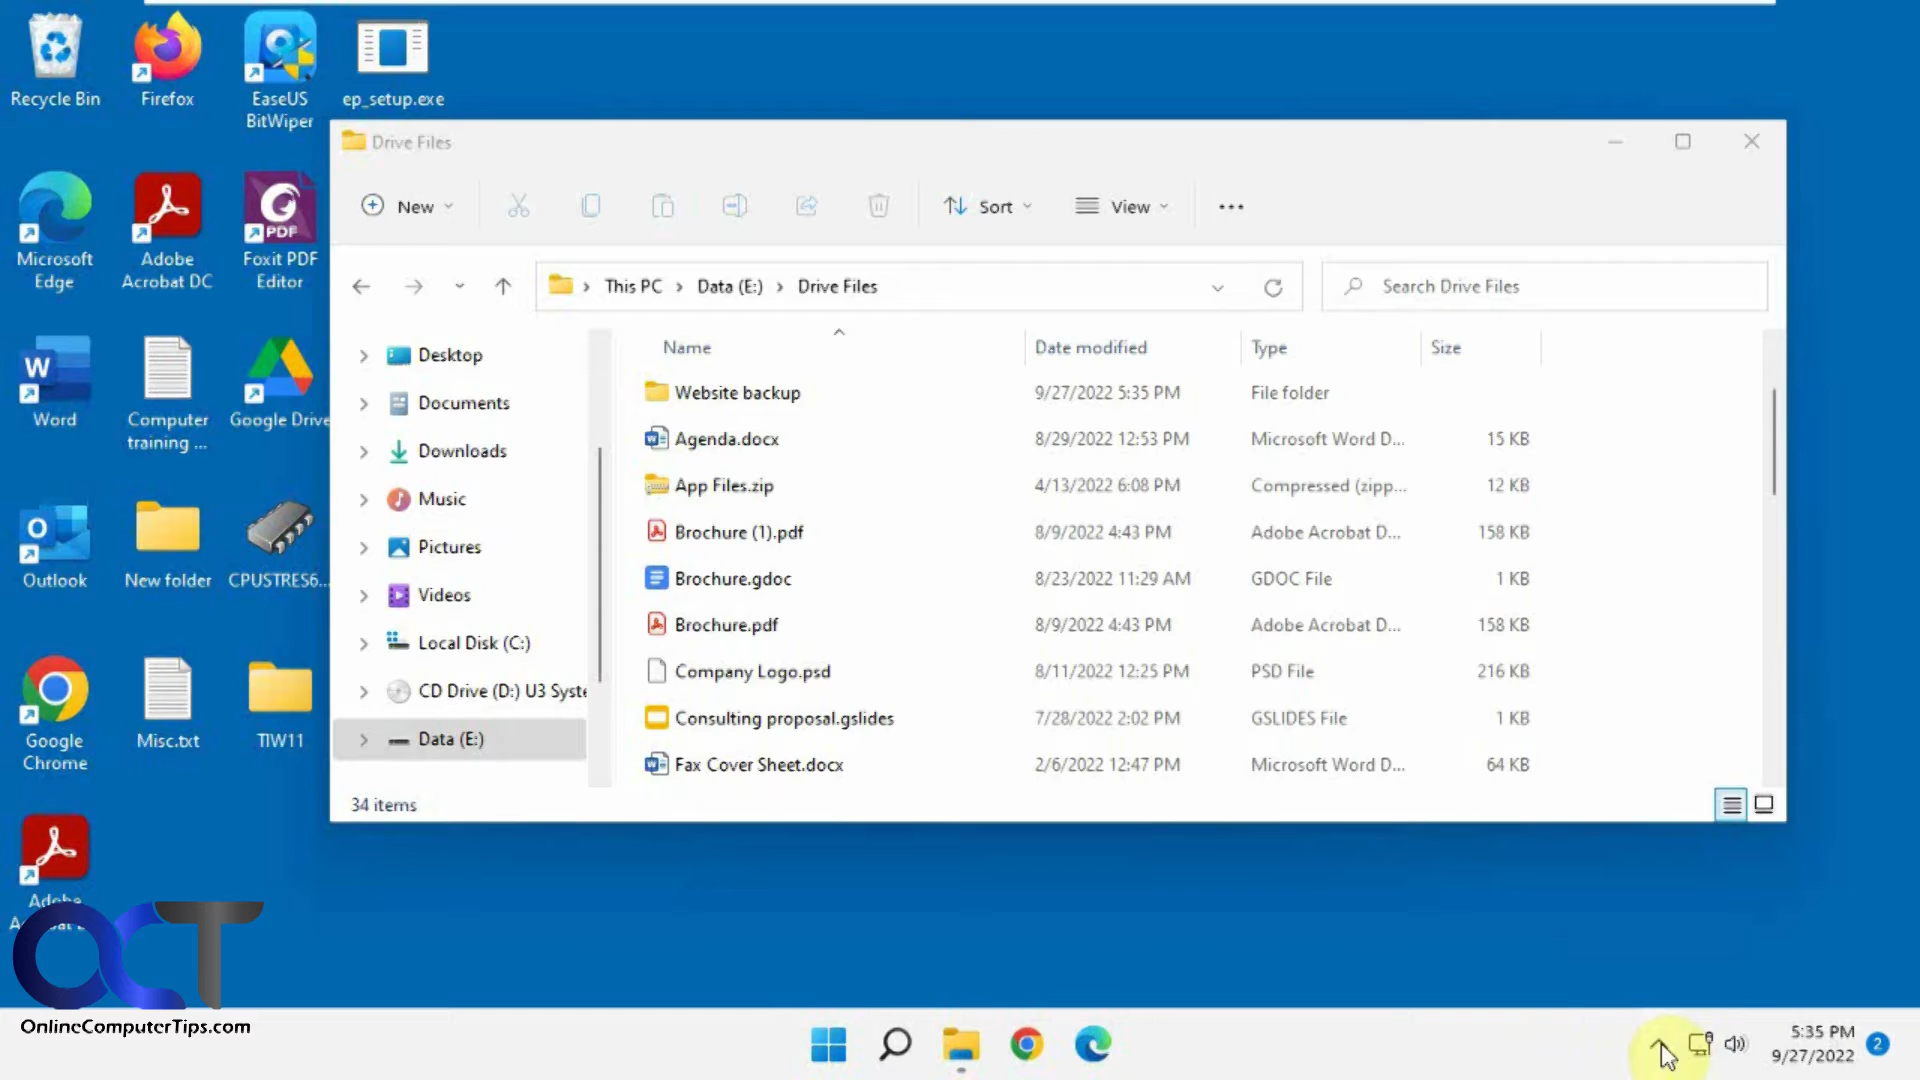 Recycle Bin
Firefox
EaseUS
BitWiper
ep_setup.exe
Microsoft
Edge
Adobe
Acrobat DC
PDF
Foxit PDF
Editor
W
Word
Computer
training ...
Google Drive
O
Outlook
New folder
CPUSTRES6...
Google
Chrome
Misc.txt
TIW11
Adobe
OCT
OnlineComputerTips.com
Drive Files
New
Sort
View
This PC
Data (E:)
Drive Files
Search Drive Files
Desktop
Documents
Downloads
Music
Pictures
Videos
Local Disk (C:)
CD Drive (D:) U3 Syste
Data (E:)
Name Date modified Type Size
Website backup 9/27/2022 5:35 PM File folder
Agenda.docx 8/29/2022 12:53 PM Microsoft Word D... 15 KB
App Files.zip 4/13/2022 6:08 PM Compressed (zipp... 12 KB
Brochure (1).pdf 8/9/2022 4:43 PM Adobe Acrobat D... 158 KB
Brochure.gdoc 8/23/2022 11:29 AM GDOC File 1 KB
Brochure.pdf 8/9/2022 4:43 PM Adobe Acrobat D... 158 KB
Company Logo.psd 8/11/2022 12:25 PM PSD File 216 KB
Consulting proposal.gslides 7/28/2022 2:02 PM GSLIDES File 1 KB
Fax Cover Sheet.docx 2/6/2022 12:47 PM Microsoft Word D... 64 KB
34 items
5:35 PM
9/27/2022
2